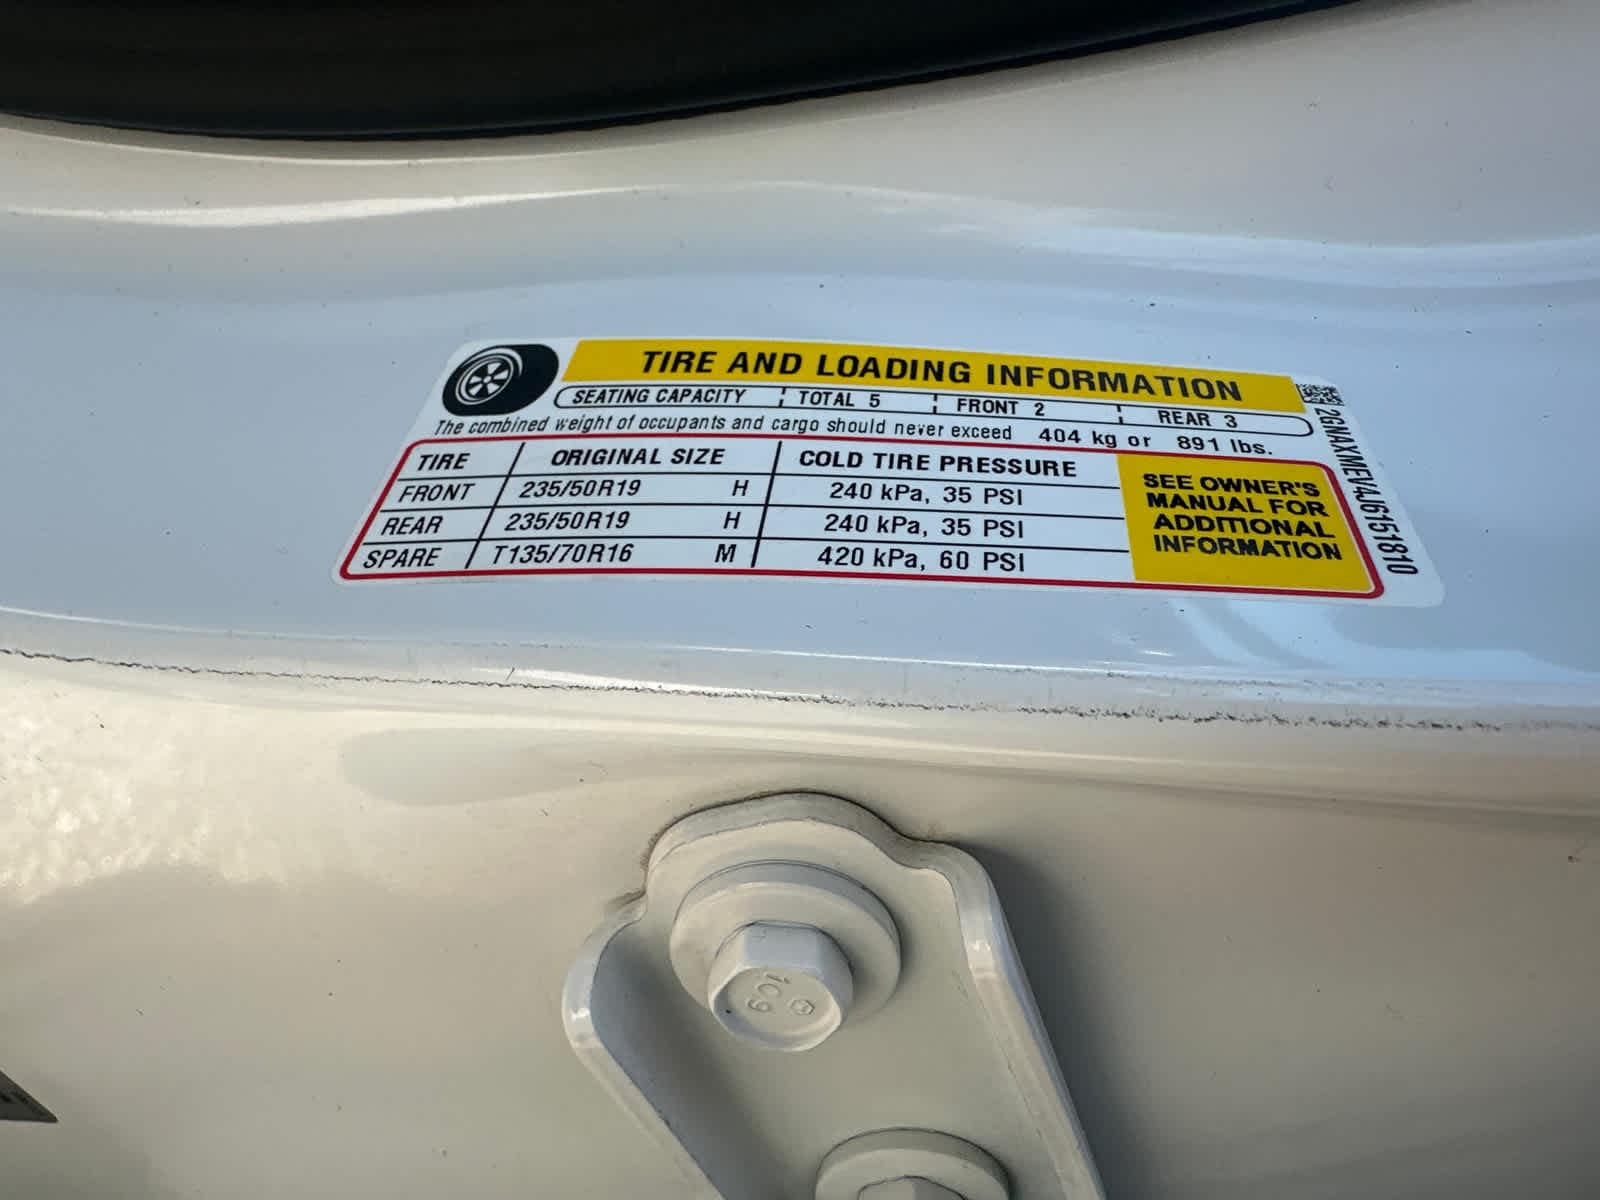 TIRE AND LOADING INFORMATION
SEATING CAPACITY TOTAL 5 FRONT 2 REAR 3
The combined weight of occupants and cargo should never exceed 404 kg or 891 lbs.
TIRE ORIGINAL SIZE COLD TIRE PRESSURE
FRONT 235/50R19 H 240 kPa, 35 PSI
REAR 235/50R19 H 240 kPa, 35 PSI
SPARE T135/70R16 M 420 kPa, 60 PSI
SEE OWNER'S
MANUAL FOR
ADDITIONAL
INFORMATION
2GNAXMEV4J6151810
109